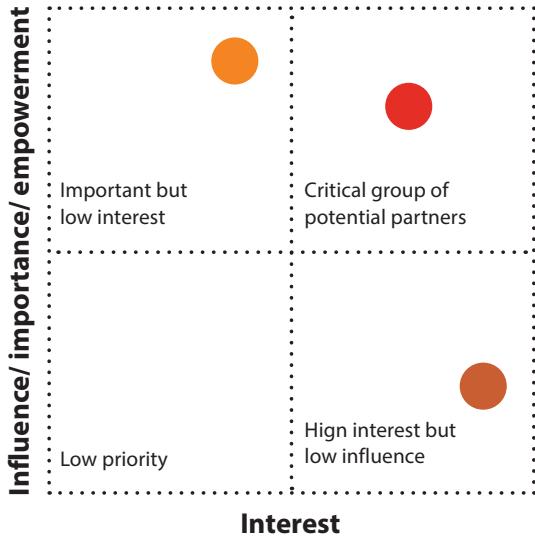 Influence/ importance/ empowerment
Important but
low interest
Critical group of
potential partners
Low priority
Hign interest but
low influence
Interest